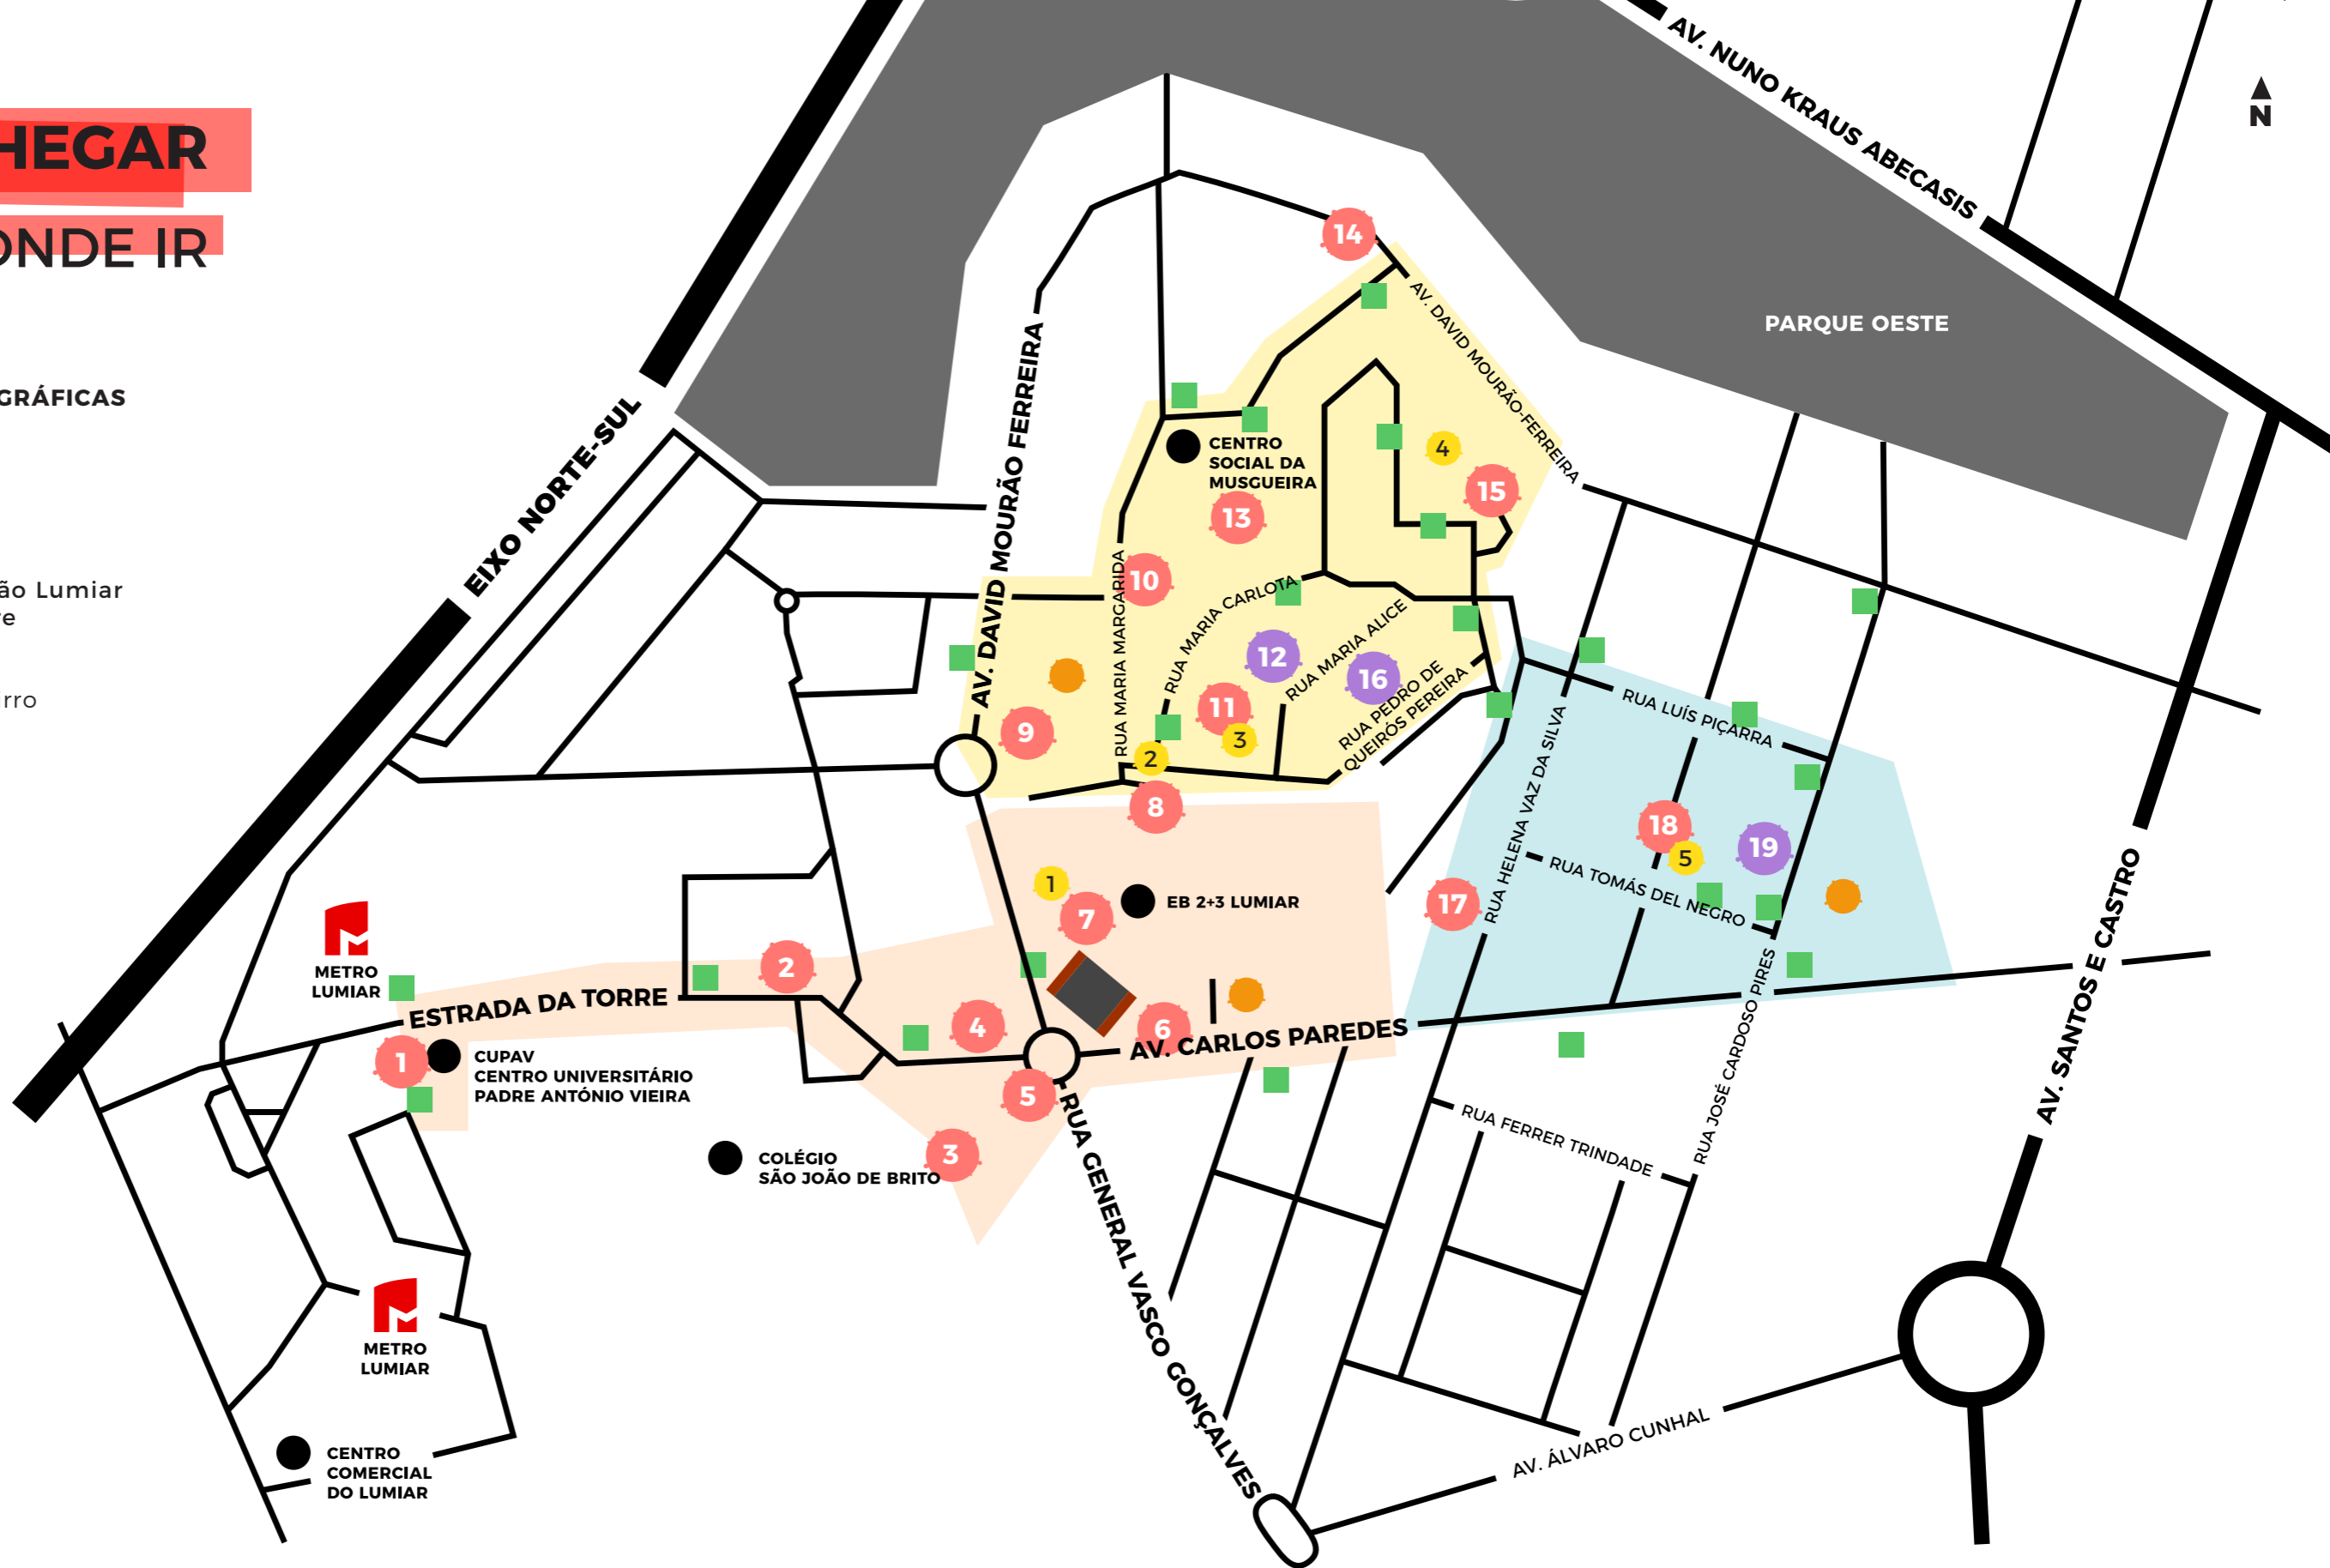 HEGAR
ONDE IR
GRÁFICAS
ão Lumiar
e
rro
AV. NUNO KRAUS ABECASIS
N
PARQUE OESTE
EIXO NORTE-SUL
AV. DAVID MOURÃO FERREIRA
AV. DAVID MOURÃO-FERREIRA
14
CENTRO
SOCIAL DA
MUSGUEIRA
4
15
13
10
RUA MARIA MARGARIDA
RUA MARIA CARLOTA
RUA MARIA ALICE
12
16
RUA PEDRO DE
QUEIRÓS PEREIRA
11
3
9
2
8
RUA LUÍS PIÇARRA
RUA HELENA VAZ DA SILVA
18
5
19
RUA TOMÁS DEL NEGRO
17
1
7
EB 2+3 LUMIAR
METRO
LUMIAR
2
ESTRADA DA TORRE
4
6
AV. CARLOS PAREDES
1
CUPAV
CENTRO UNIVERSITÁRIO
PADRE ANTÓNIO VIEIRA
5
3
COLÉGIO
SÃO JOÃO DE BRITO
RUA GENERAL VASCO GONÇALVES
RUA FERRER TRINDADE
RUA JOSÉ CARDOSO PIRES
AV. SANTOS E CASTRO
METRO
LUMIAR
CENTRO
COMERCIAL
DO LUMIAR
AV. ÁLVARO CUNHAL